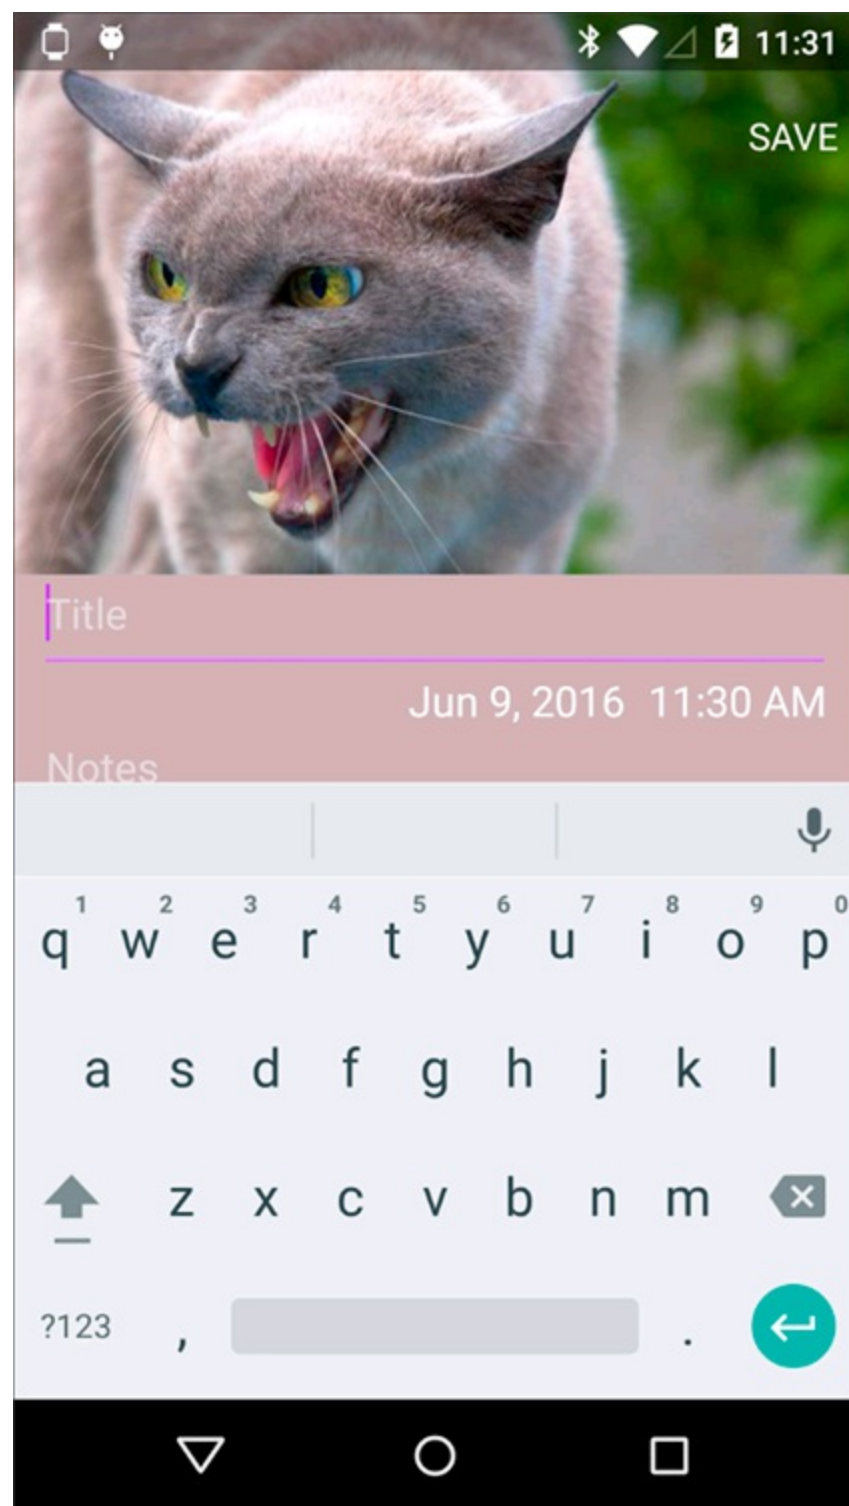 11:31
SAVE
Title
Jun 9, 2016 11:30 AM
Notes
1 2 3 4 5 6 7 8 9 0
q w e r t y u i o p
a s d f g h j k l
z x c v b n m
?123 , .